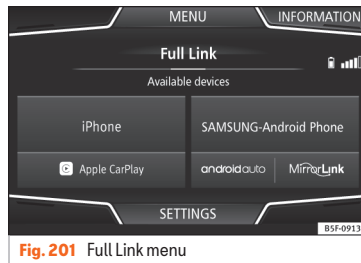 MENU INFORMATION
Full Link
Available devices
iPhone SAMSUNG-Android Phone
Apple CarPlay androidauto MirrorLink
SETTINGS
B5F-0913
Fig. 201 Full Link menu